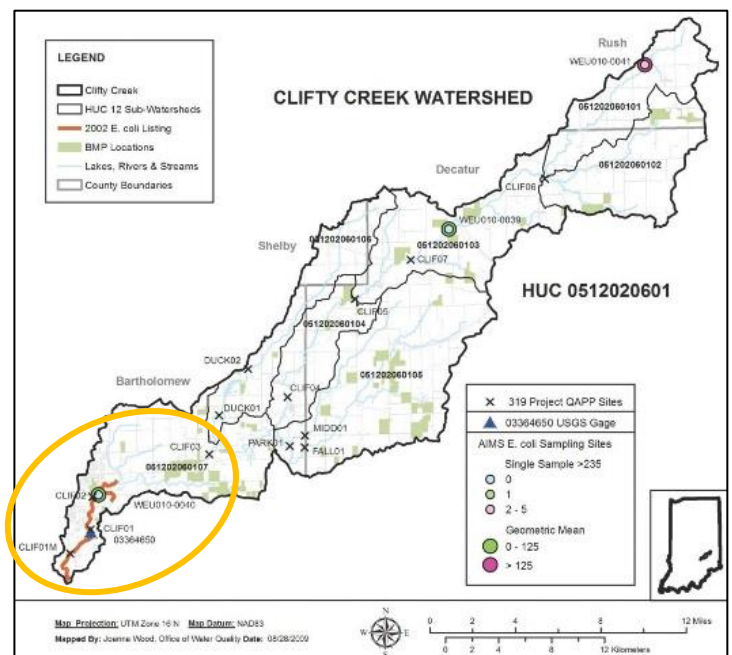 LEGEND
Clifty Creek
HUC 12 Sub-Watersheds
2002 E. coli Listing
BMP Locations
Lakes, Rivers & Streams
County Boundaries
CLIFTY CREEK WATERSHED
Rush
WEU010-0041
051202060101
051202060102
Decatur
CLIF06
WEU010-0039
051202060103
CLIF07
Shelby
051202060106
HUC 0512020601
CLIF05
051202060104
DUCK02
051202060105
Bartholomew
CLIF04
DUCK01
MIDD01
CLIF03
PARK01
FALL01
051202060107
CLIF02
WEU010-0040
CLIF01
03364650
CLIF01M
319 Project QAPP Sites
03364650 USGS Gage
AIMS E. coli Sampling Sites
Single Sample >235
0
1
2 - 5
Geometric Mean
0 - 125
> 125
Map Projection: UTM Zone 16 N Map Datum: NAD83
Mapped By: Joanne Wood, Office of Water Quality Date: 08/28/2009
N
W E
S
0 2 4 8 12 Miles
0 2 4 8 12 Kilometers